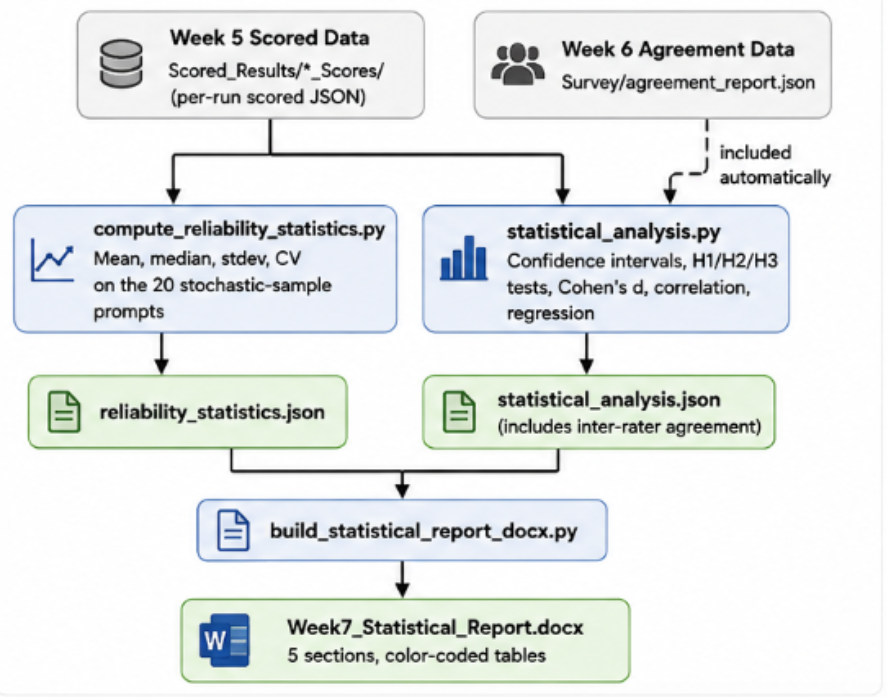 Week 5 Scored Data
Scored_Results/*_Scores/
(per-run scored JSON)
Week 6 Agreement Data
Survey/agreement_report.json
included
automatically
compute_reliability_statistics.py
Mean, median, stdev, CV
on the 20 stochastic-sample
prompts
statistical_analysis.py
Confidence intervals, H1/H2/H3
tests, Cohen's d, correlation,
regression
reliability_statistics.json
statistical_analysis.json
(includes inter-rater agreement)
build_statistical_report_docx.py
W
Week7_Statistical_Report.docx
5 sections, color-coded tables